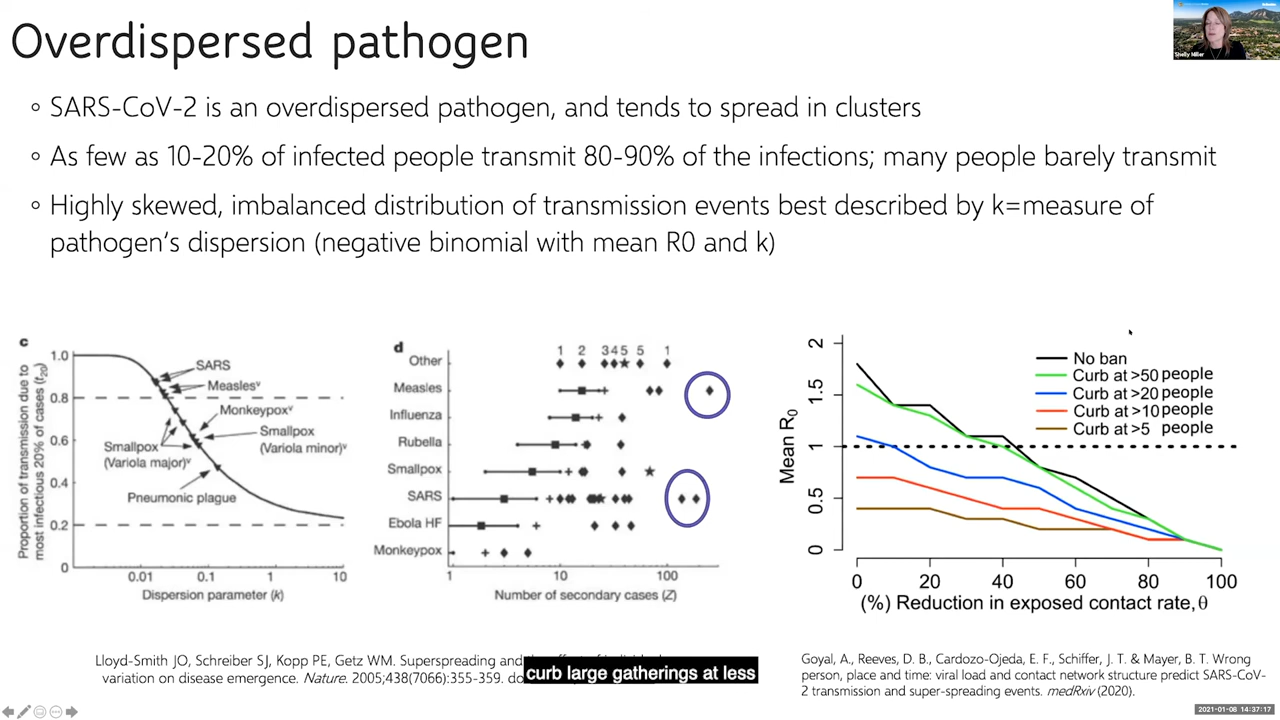 Overdispersed pathogen
Shelly Miller
◦ SARS-CoV-2 is an overdispersed pathogen, and tends to spread in clusters
◦ As few as 10-20% of infected people transmit 80-90% of the infections; many people barely transmit
◦ Highly skewed, imbalanced distribution of transmission events best described by k=measure of
pathogen's dispersion (negative binomial with mean R0 and k)
c
Proportion of transmission due to
most infectious 20% of cases (t20)
1.0
0.8
0.6
0.4
0.2
0
SARS
Measlesᵛ
Monkeypoxᵛ
Smallpox
(Variola minor)ᵛ
Smallpox
(Variola major)ᵛ
Pneumonic plague
0.01 0.1 1 10
Dispersion parameter (k)
d
1 2 3 4 5 5 1
Other
Measles
Influenza
Rubella
Smallpox
SARS
Ebola HF
Monkeypox
1 10 100
Number of secondary cases (Z)
Mean R0
2
1.5
1
0.5
0
No ban
Curb at >50 people
Curb at >20 people
Curb at >10 people
Curb at >5 people
0 20 40 60 80 100
(%) Reduction in exposed contact rate, θ
Lloyd-Smith JO, Schreiber SJ, Kopp PE, Getz WM. Superspreading and
variation on disease emergence. Nature. 2005;438(7066):355-359.
curb large gatherings at less
Goyal, A., Reeves, D. B., Cardozo-Ojeda, E. F., Schiffer, J. T. & Mayer, B. T. Wrong
person, place and time: viral load and contact network structure predict SARS-CoV-
2 transmission and super-spreading events. medRxiv (2020).
2021-01-08 14:37:17